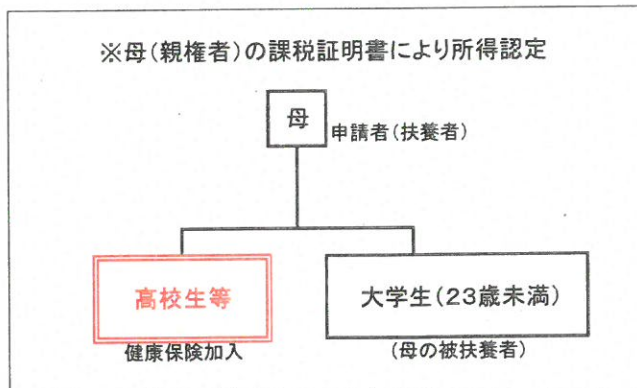 ※母(親権者)の課税証明書により所得認定
母
申請者(扶養者)
高校生等
大学生(23歳未満)
健康保険加入
(母の被扶養者)